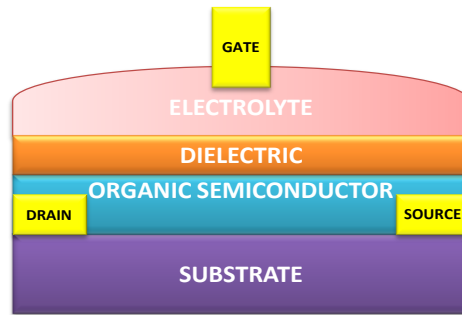 GATE
ELECTROLYTE
DIELECTRIC
ORGANIC SEMICONDUCTOR
DRAIN
SOURCE
SUBSTRATE